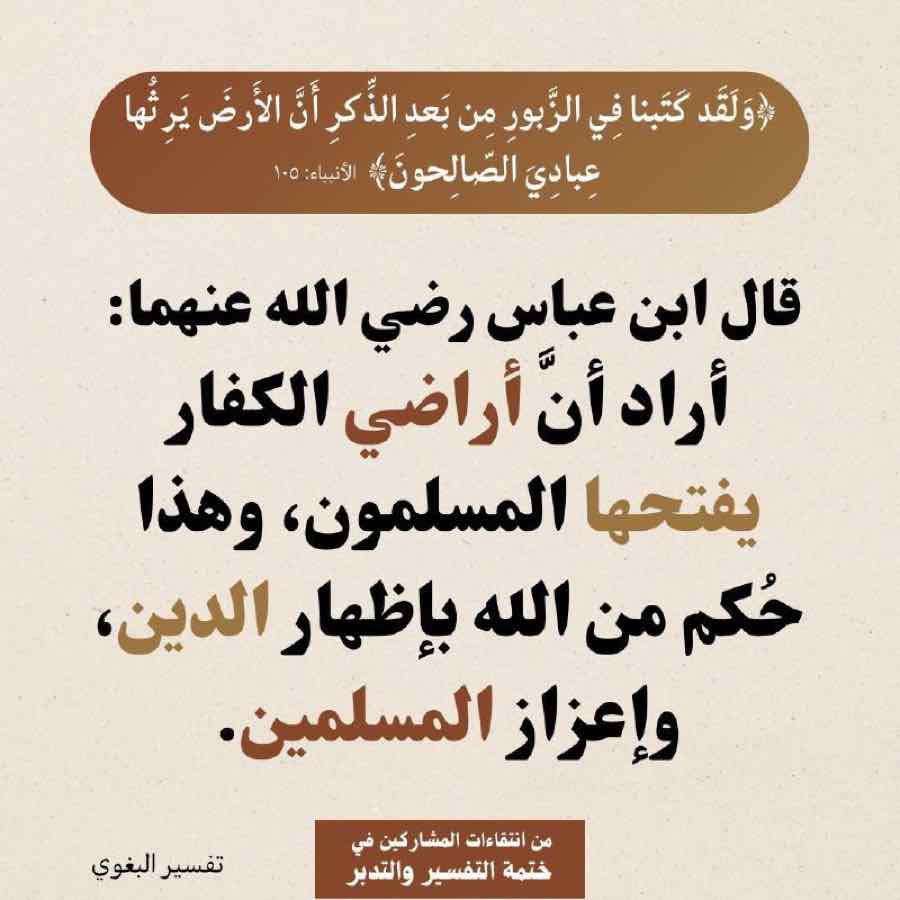 ﴿وَلَقَد كَتَبنا فِي الزَّبورِ مِن بَعدِ الذِّكرِ أَنَّ الأَرضَ يَرِثُها
عِبادِيَ الصّالِحونَ﴾ الأنبياء: ١٠٥
قال ابن عباس رضي الله عنهما:
أراد أنَّ أراضي الكفار
يفتحها المسلمون، وهذا
حُكم من الله بإظهار الدين،
وإعزاز المسلمين.
من انتقاءات المشاركين في
ختمة التفسير والتدبر
تفسير البغوي